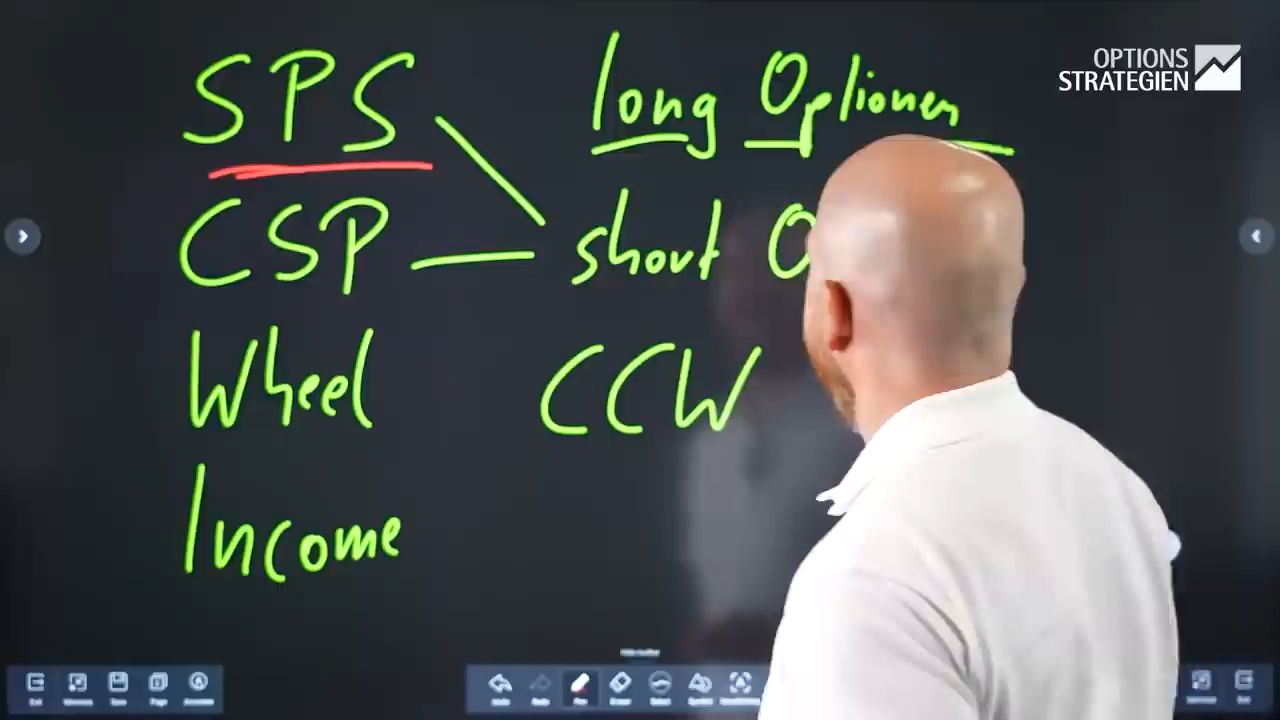 SPS
long Optionen
OPTIONS
STRATEGIEN
CSP
short O
Wheel
CCW
Income